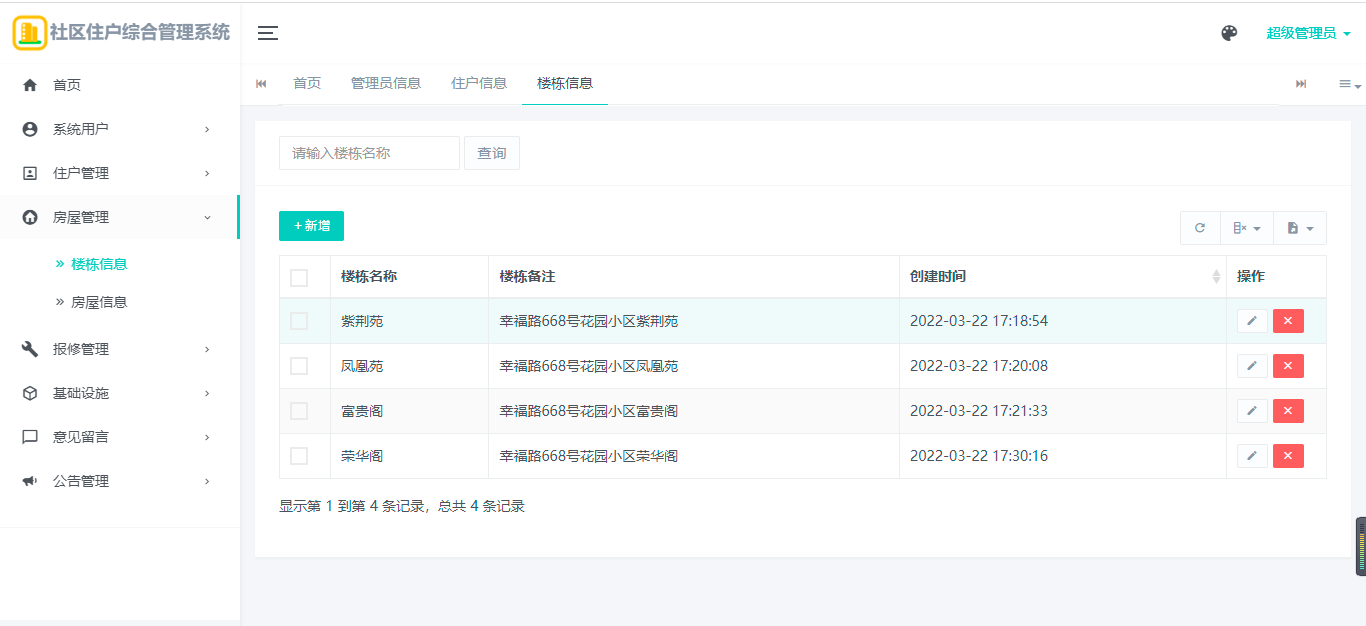 社区住户综合管理系统
超级管理员
首页
系统用户
住户管理
房屋管理
楼栋信息
房屋信息
报修管理
基础设施
意见留言
公告管理
首页 管理员信息 住户信息 楼栋信息
请输入楼栋名称 查询
+ 新增
楼栋名称 楼栋备注 创建时间 操作
紫荆苑 幸福路668号花园小区紫荆苑 2022-03-22 17:18:54
凤凰苑 幸福路668号花园小区凤凰苑 2022-03-22 17:20:08
富贵阁 幸福路668号花园小区富贵阁 2022-03-22 17:21:33
荣华阁 幸福路668号花园小区荣华阁 2022-03-22 17:30:16
显示第 1 到第 4 条记录，总共 4 条记录